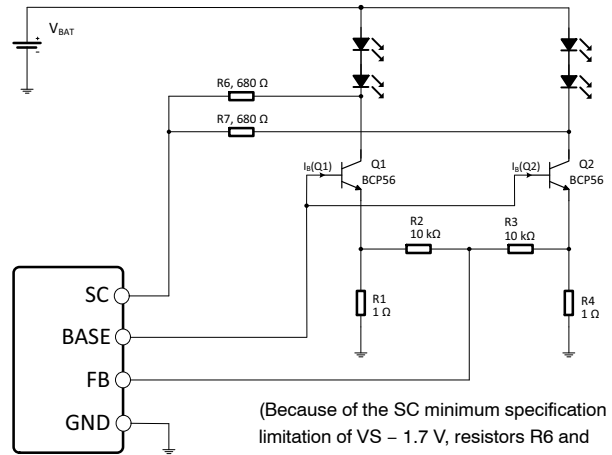 V_BAT
R6, 680 Ω
R7, 680 Ω
I_B(Q1)
Q1
BCP56
I_B(Q2)
Q2
BCP56
R2
10 kΩ
R3
10 kΩ
R1
1 Ω
R4
1 Ω
SC
BASE
FB
GND
(Because of the SC minimum specification
limitation of VS – 1.7 V, resistors R6 and